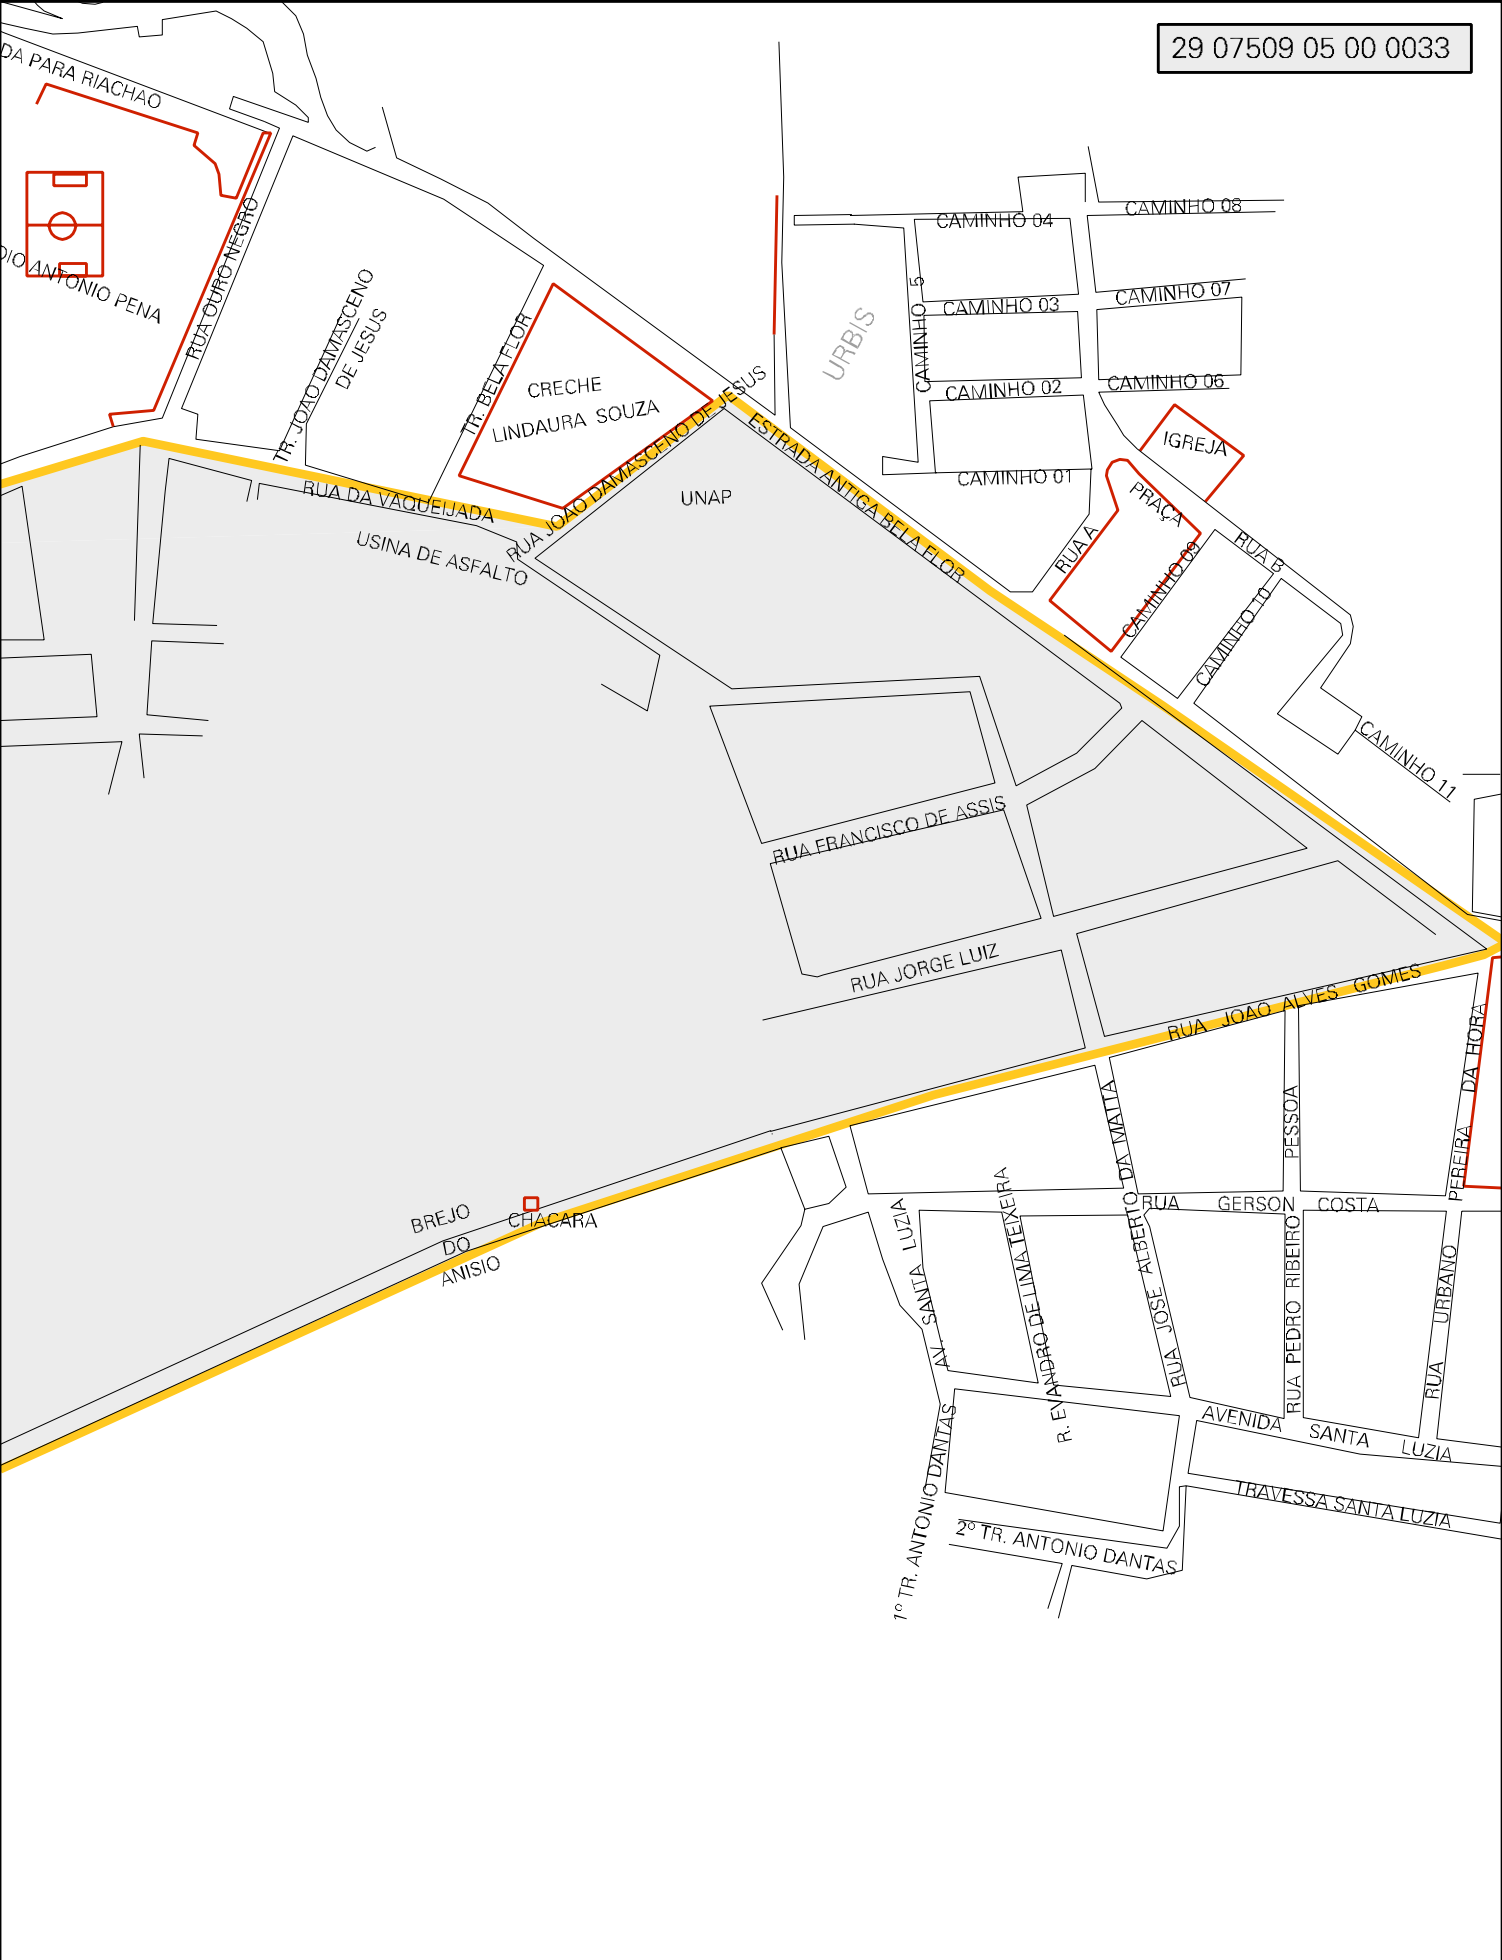 29 07509 05 00 0033
DA PARA RIACHAO
DIO ANTONIO PENA
RUA OURO NEGRO
TR. JOAO DAMASCENO
DE JESUS
TR. BELA FLOR
CRECHE
LINDAURA SOUZA
RUA DA VAQUEIJADA
USINA DE ASFALTO
RUA JOAO DAMASCENO DE JESUS
UNAP
ESTRADA ANTIGA BELA FLOR
URBIS
CAMINHO 04
CAMINHO 08
CAMINHO 5
CAMINHO 03
CAMINHO 07
CAMINHO 02
CAMINHO 06
CAMINHO 01
IGREJA
PRAÇA
RUA A
RUA B
CAMINHO 09
CAMINHO 10
CAMINHO 11
RUA FRANCISCO DE ASSIS
RUA JORGE LUIZ
RUA JOAO ALVES GOMES
BREJO
DO
ANISIO
CHACARA
AV. SANTA LUZIA
R. EVANDRO DE LIMA TEIXEIRA
RUA JOSE ALBERTO DA MATTA
RUA PEDRO RIBEIRO PESSOA
RUA URBANO PEREIRA DA HORA
RUA GERSON COSTA
AVENIDA SANTA LUZIA
TRAVESSA SANTA LUZIA
1º TR. ANTONIO DANTAS
2º TR. ANTONIO DANTAS